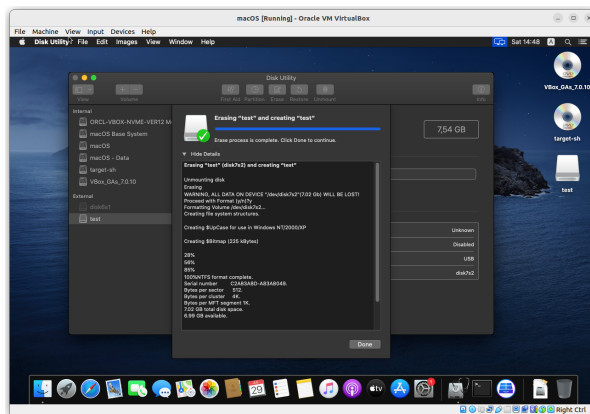 macOS [Running] - Oracle VM VirtualBox
File Machine View Input Devices Help
Disk Utility File Edit Images View Window Help
Sat 14:48 A
Disk Utility
View Volume First Aid Partition Erase Restore Unmount Info
VBox_GAs_7.0.10
target-sh
test
Internal
ORCL-VBOX-NVME-VER12 M
macOS Base System
macOS
macOS - Data
target-sh
VBox_GAs_7.0.10
External
disk6s1
test
7,54 GB
Unknown
Disabled
USB
disk7s2
Erasing "test" and creating "test"
Erase process is complete. Click Done to continue.
Hide Details
Erasing "test" (disk7s2) and creating "test"
Unmounting disk
Erasing
WARNING, ALL DATA ON DEVICE "/dev/disk7s2"(7.02 Gb) WILL BE LOST!
Proceed with Format (y/n)?y
Formatting Volume /dev/disk7s2...
Creating file system structures.
Creating $UpCase for use in Windows NT/2000/XP
Creating $Bitmap (225 kBytes)
28%
56%
85%
100%NTFS format complete.
Serial number C2A83A8D-A83A8049.
Bytes per sector 512.
Bytes per cluster 4K.
Bytes per MFT segment 1K.
7.02 GB total disk space.
6.99 GB available.
Done
29
tv
Right Ctrl